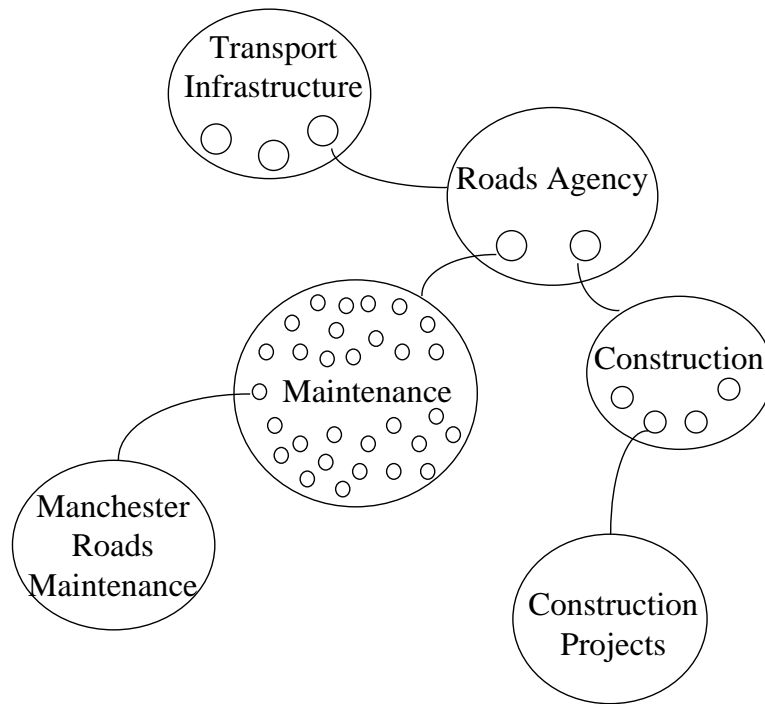 Transport
Infrastructure
Roads Agency
Construction
Maintenance
Manchester
Roads
Maintenance
Construction
Projects